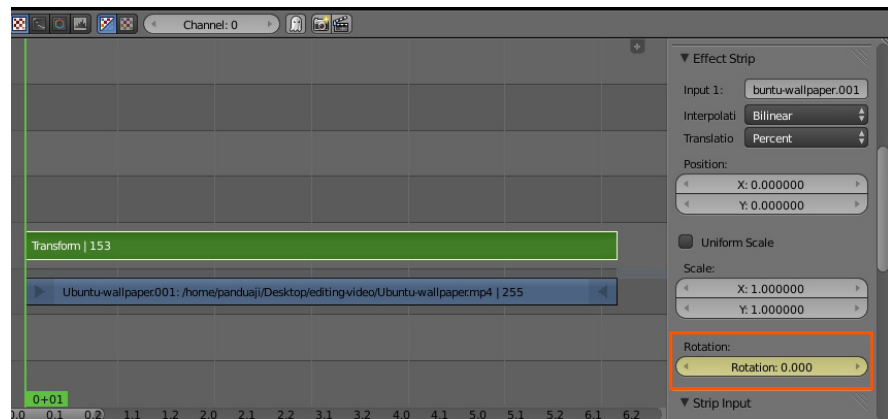 Channel: 0
Effect Strip
Input 1: buntu-wallpaper.001
Interpolati Bilinear
Translatio Percent
Position:
X: 0.000000
Y: 0.000000
Transform | 153
Uniform Scale
Scale:
Ubuntu-wallpaper.001: /home/panduaji/Desktop/editing-video/Ubuntu-wallpaper.mp4 | 255
X: 1.000000
Y: 1.000000
Rotation:
Rotation: 0.000
0+01
Strip Input
0.0 0.1 0.2 1.1 1.2 2.0 2.1 2.2 3.1 3.2 4.0 4.1 5.0 5.1 5.2 6.1 6.2